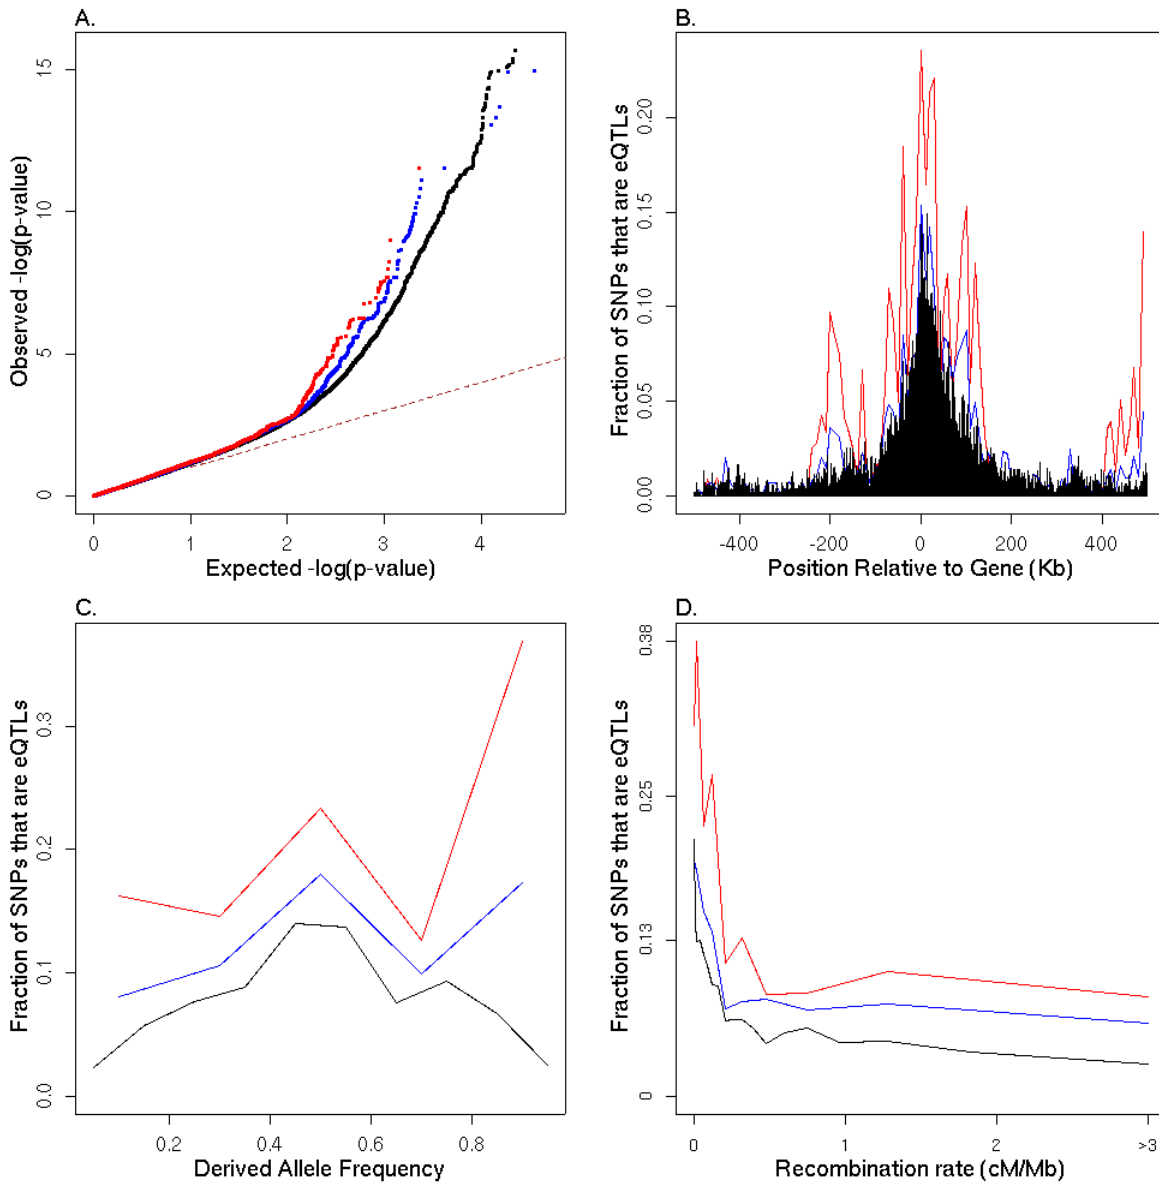 A.
Observed -log(p-value)
15
10
5
0
0 1 2 3 4
Expected -log(p-value)
B.
Fraction of SNPs that are eQTLs
0.20
0.15
0.10
0.05
0.00
-400 -200 0 200 400
Position Relative to Gene (Kb)
C.
Fraction of SNPs that are eQTLs
0.3
0.2
0.1
0.0
0.2 0.4 0.6 0.8
Derived Allele Frequency
D.
Fraction of SNPs that are eQTLs
0.38
0.25
0.13
0
0 1 2 >3
Recombination rate (cM/Mb)